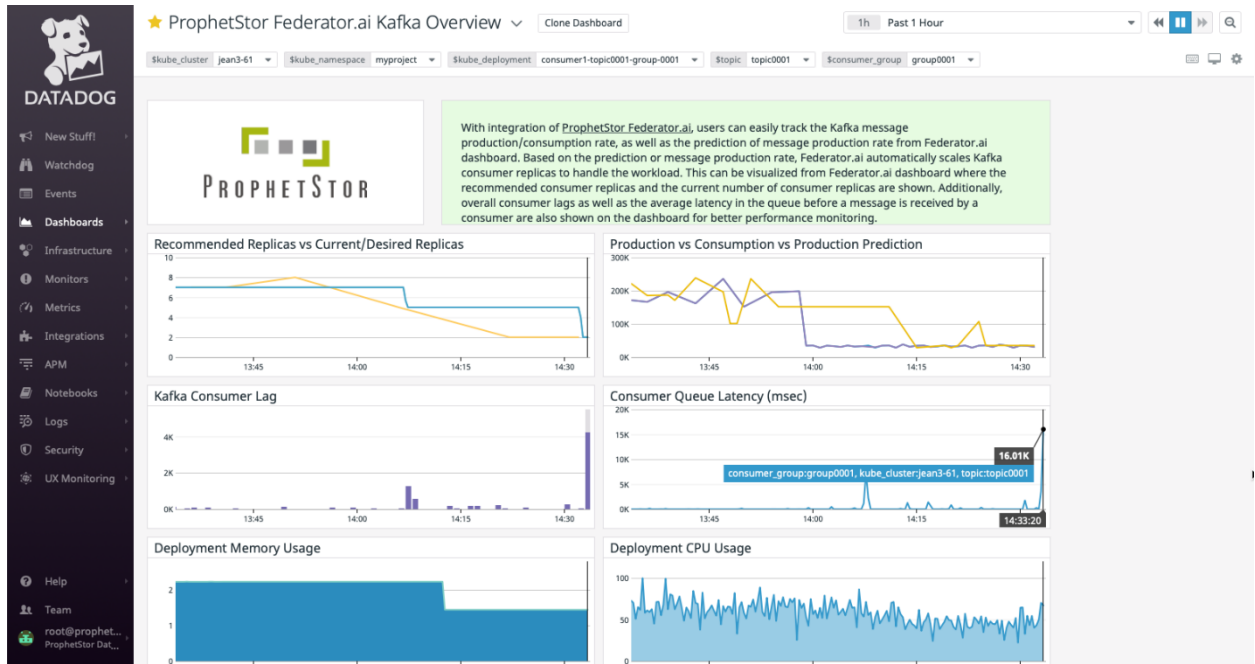 DATADOG
New Stuff!
Watchdog
Events
Dashboards
Infrastructure
Monitors
Metrics
Integrations
APM
Notebooks
Logs
Security
UX Monitoring
Help
Team
root@prophet...
ProphetStor Dat...
ProphetStor Federator.ai Kafka Overview
Clone Dashboard
1h Past 1 Hour
$kube_cluster jean3-61 $kube_namespace myproject $kube_deployment consumer1-topic0001-group-0001 $topic topic0001 $consumer_group group0001
PROPHETSTOR
With integration of ProphetStor Federator.ai, users can easily track the Kafka message
production/consumption rate, as well as the prediction of message production rate from Federator.ai
dashboard. Based on the prediction or message production rate, Federator.ai automatically scales Kafka
consumer replicas to handle the workload. This can be visualized from Federator.ai dashboard where the
recommended consumer replicas and the current number of consumer replicas are shown. Additionally,
overall consumer lags as well as the average latency in the queue before a message is received by a
consumer are also shown on the dashboard for better performance monitoring.
Recommended Replicas vs Current/Desired Replicas
10
8
6
4
2
0
13:45 14:00 14:15 14:30
Production vs Consumption vs Production Prediction
300K
200K
100K
0K
13:45 14:00 14:15 14:30
Kafka Consumer Lag
4K
2K
0K
13:45 14:00 14:15 14:30
Consumer Queue Latency (msec)
20K
15K
10K
5K
0K
16.01K
consumer_group:group0001, kube_cluster:jean3-61, topic:topic0001
13:45 14:00 14:15 14:33:20
Deployment Memory Usage
2
1
0
Deployment CPU Usage
100
50
0